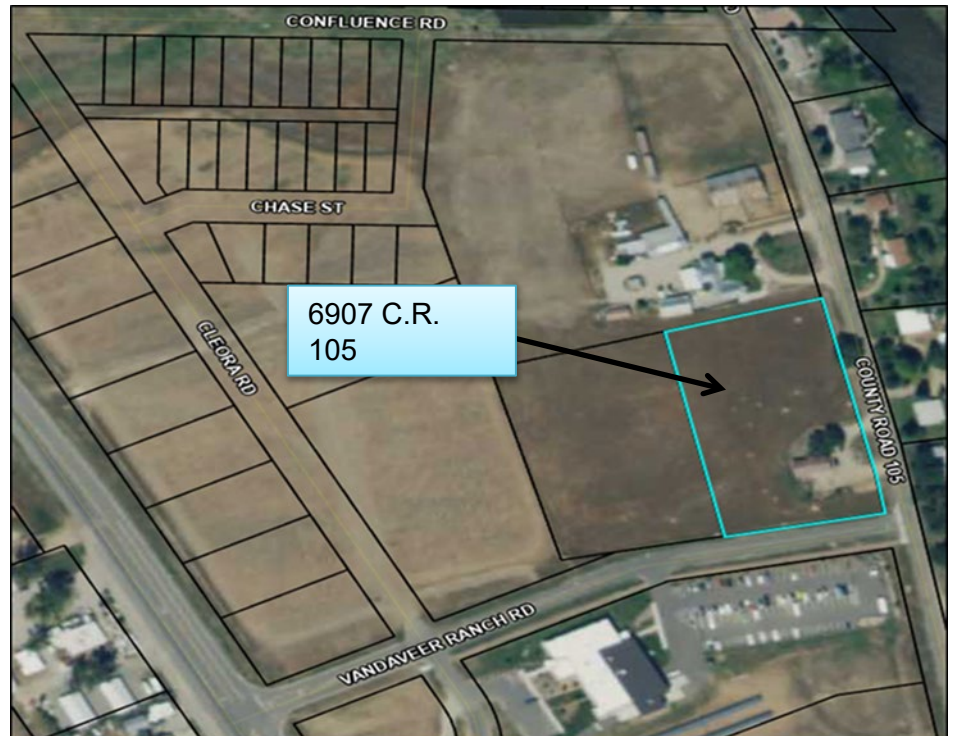 CONFLUENCE RD
CHASE ST
CLEORA RD
6907 C.R.
105
COUNTY ROAD 105
VANDAVEER RANCH RD